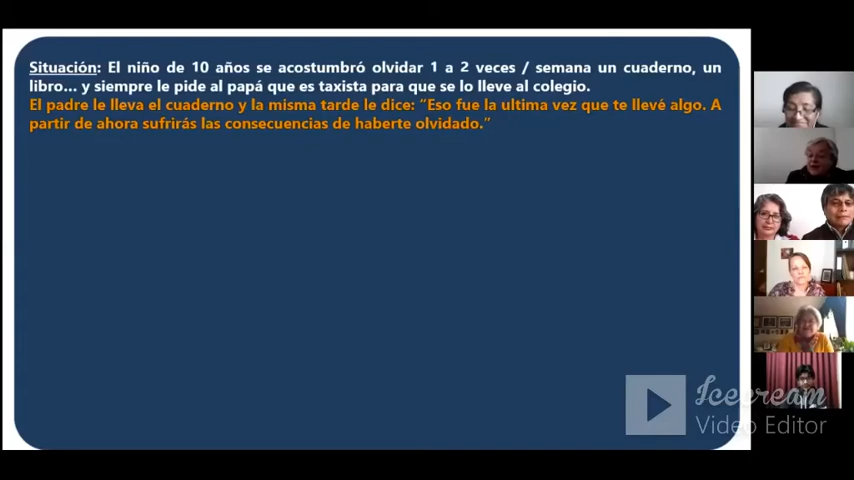 Situación: El niño de 10 años se acostumbró olvidar 1 a 2 veces / semana un cuaderno, un
libro... y siempre le pide al papá que es taxista para que se lo lleve al colegio.
El padre le lleva el cuaderno y la misma tarde le dice: “Eso fue la ultima vez que te llevé algo. A
partir de ahora sufrirás las consecuencias de haberte olvidado.”
Icecream
Video Editor